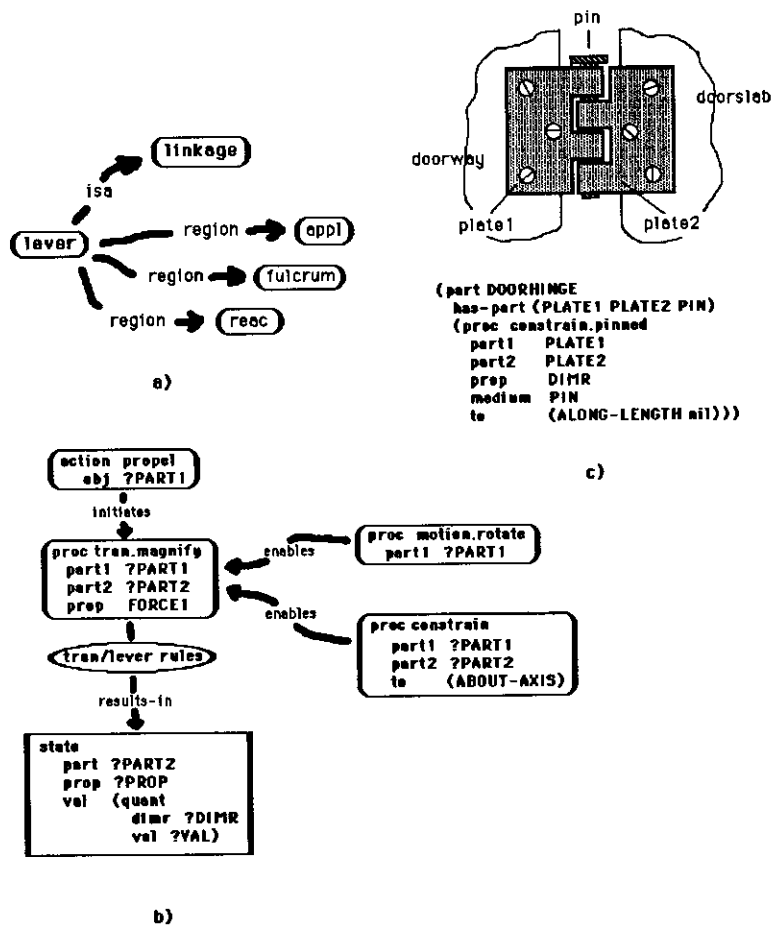 linkage
isa
lever
region
appl
region
fulcrum
region
reac
a)
pin
doorslab
doorway
plate1
plate2
(part DOORHINGE
has-part (PLATE1 PLATE2 PIN)
(proc constrain.pinned
part1 PLATE1
part2 PLATE2
prop DIMR
medium PIN
to (ALONG-LENGTH nil)))
c)
action propel
obj ?PART1
initiates
proc tran.magnify
part1 ?PART1
part2 ?PART2
prop FORCE1
enables
proc motion.rotate
part1 ?PART1
enables
proc constrain
part1 ?PART1
part2 ?PART2
to (ABOUT-AXIS)
tran/lever rules
results-in
state
part ?PART2
prop ?PROP
val (quant
dimr ?DIMR
val ?VAL)
b)